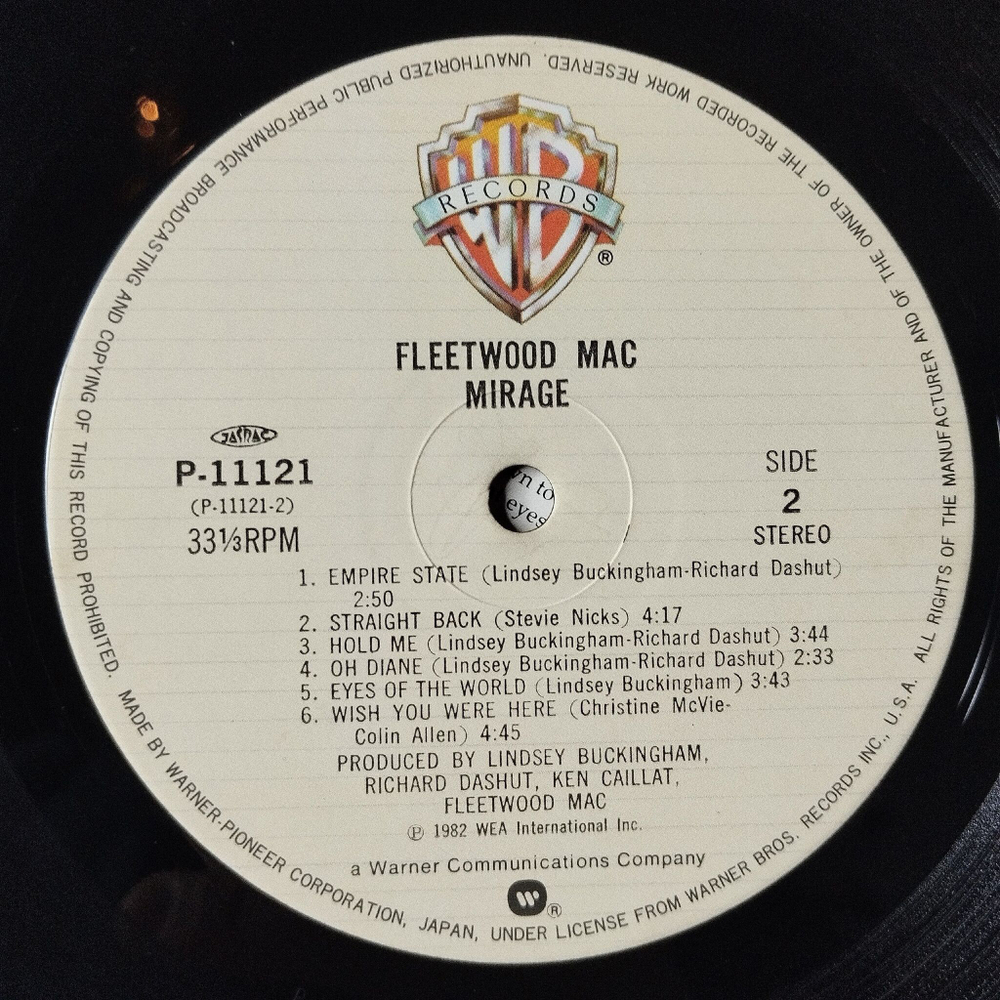 WB
RECORDS
®
FLEETWOOD MAC
MIRAGE
JASRAC
P-11121
(P-11121-2)
33⅓RPM
SIDE
2
STEREO
wn to
eyes
1. EMPIRE STATE (Lindsey Buckingham-Richard Dashut)
2:50
2. STRAIGHT BACK (Stevie Nicks) 4:17
3. HOLD ME (Lindsey Buckingham-Richard Dashut) 3:44
4. OH DIANE (Lindsey Buckingham-Richard Dashut) 2:33
5. EYES OF THE WORLD (Lindsey Buckingham) 3:43
6. WISH YOU WERE HERE (Christine McVie-
Colin Allen) 4:45
PRODUCED BY LINDSEY BUCKINGHAM,
RICHARD DASHUT, KEN CAILLAT,
FLEETWOOD MAC
℗ 1982 WEA International Inc.
a Warner Communications Company
®
MADE BY WARNER-PIONEER CORPORATION, JAPAN, UNDER LICENSE FROM WARNER BROS. RECORDS INC., U.S.A. ALL RIGHTS OF THE MANUFACTURER AND OF THE OWNER OF THE RECORDED WORK RESERVED. UNAUTHORIZED PUBLIC PERFORMANCE BROADCASTING AND COPYING OF THIS RECORD PROHIBITED.